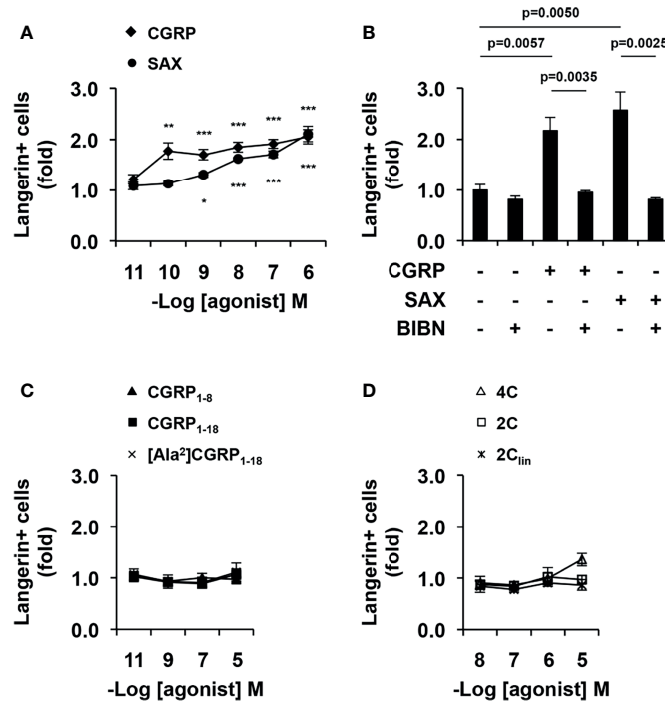 A
CGRP
SAX
Langerin+ cells
(fold)
3.0
2.0
1.0
0.0
** *** *** *** ***
* *** *** ***
11 10 9 8 7 6
-Log [agonist] M
B
p=0.0050
p=0.0057 p=0.0025
p=0.0035
Langerin+ cells
(fold)
3.0
2.0
1.0
0.0
CGRP - - + + - -
SAX - - - - + +
BIBN - + - + - +
C
CGRP1-8
CGRP1-18
[Ala2]CGRP1-18
Langerin+ cells
(fold)
3.0
2.0
1.0
0.0
11 9 7 5
-Log [agonist] M
D
4C
2C
2Clin
Langerin+ cells
(fold)
3.0
2.0
1.0
0.0
8 7 6 5
-Log [agonist] M